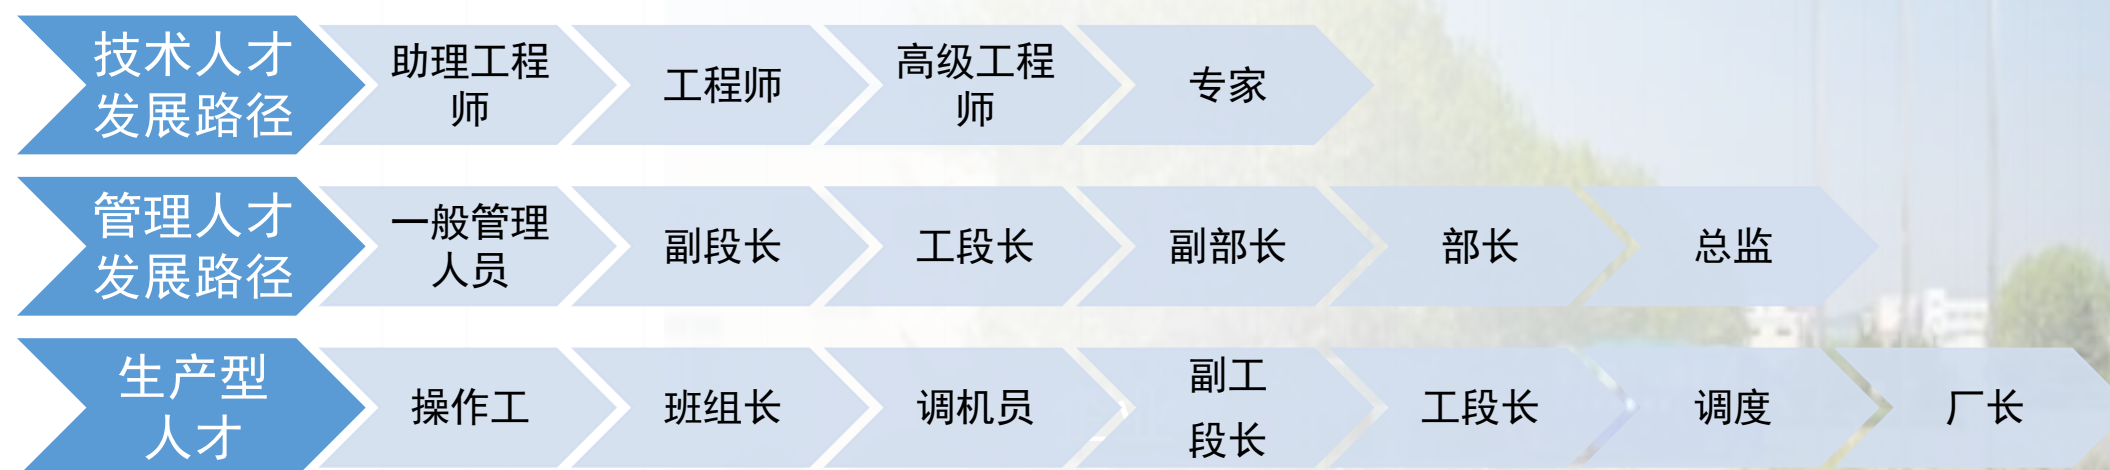 技术人才
发展路径
助理工程
师
工程师
高级工程
师
专家
管理人才
发展路径
一般管理
人员
副段长
工段长
副部长
部长
总监
生产型
人才
操作工
班组长
调机员
副工
段长
工段长
调度
厂长